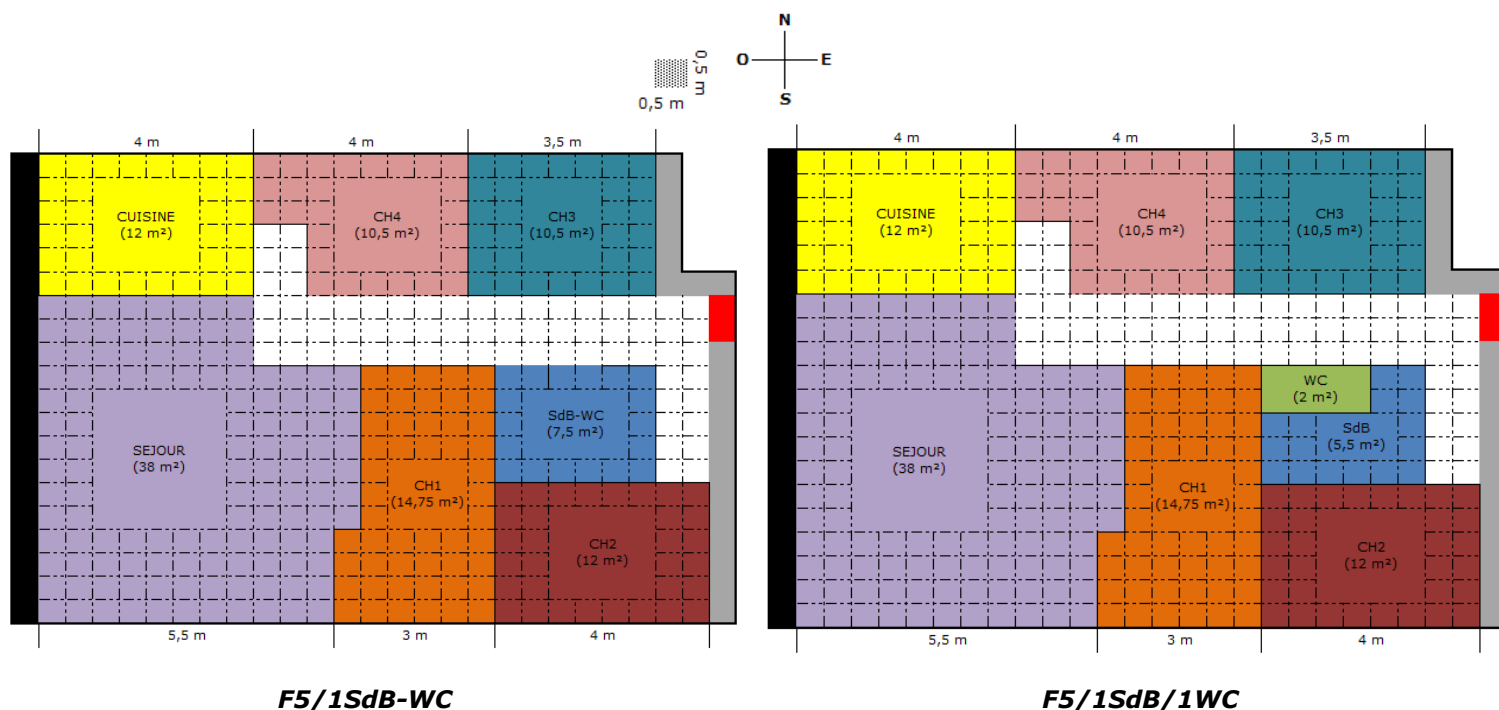 N
O E
S
0,5 m
0,5 m
4 m 4 m 3,5 m
CUISINE
(12 m²)
CH4
(10,5 m²)
CH3
(10,5 m²)
SdB-WC
(7,5 m²)
SEJOUR
(38 m²)
CH1
(14,75 m²)
CH2
(12 m²)
5,5 m 3 m 4 m
F5/1SdB-WC
4 m 4 m 3,5 m
CUISINE
(12 m²)
CH4
(10,5 m²)
CH3
(10,5 m²)
WC
(2 m²)
SdB
(5,5 m²)
SEJOUR
(38 m²)
CH1
(14,75 m²)
CH2
(12 m²)
5,5 m 3 m 4 m
F5/1SdB/1WC